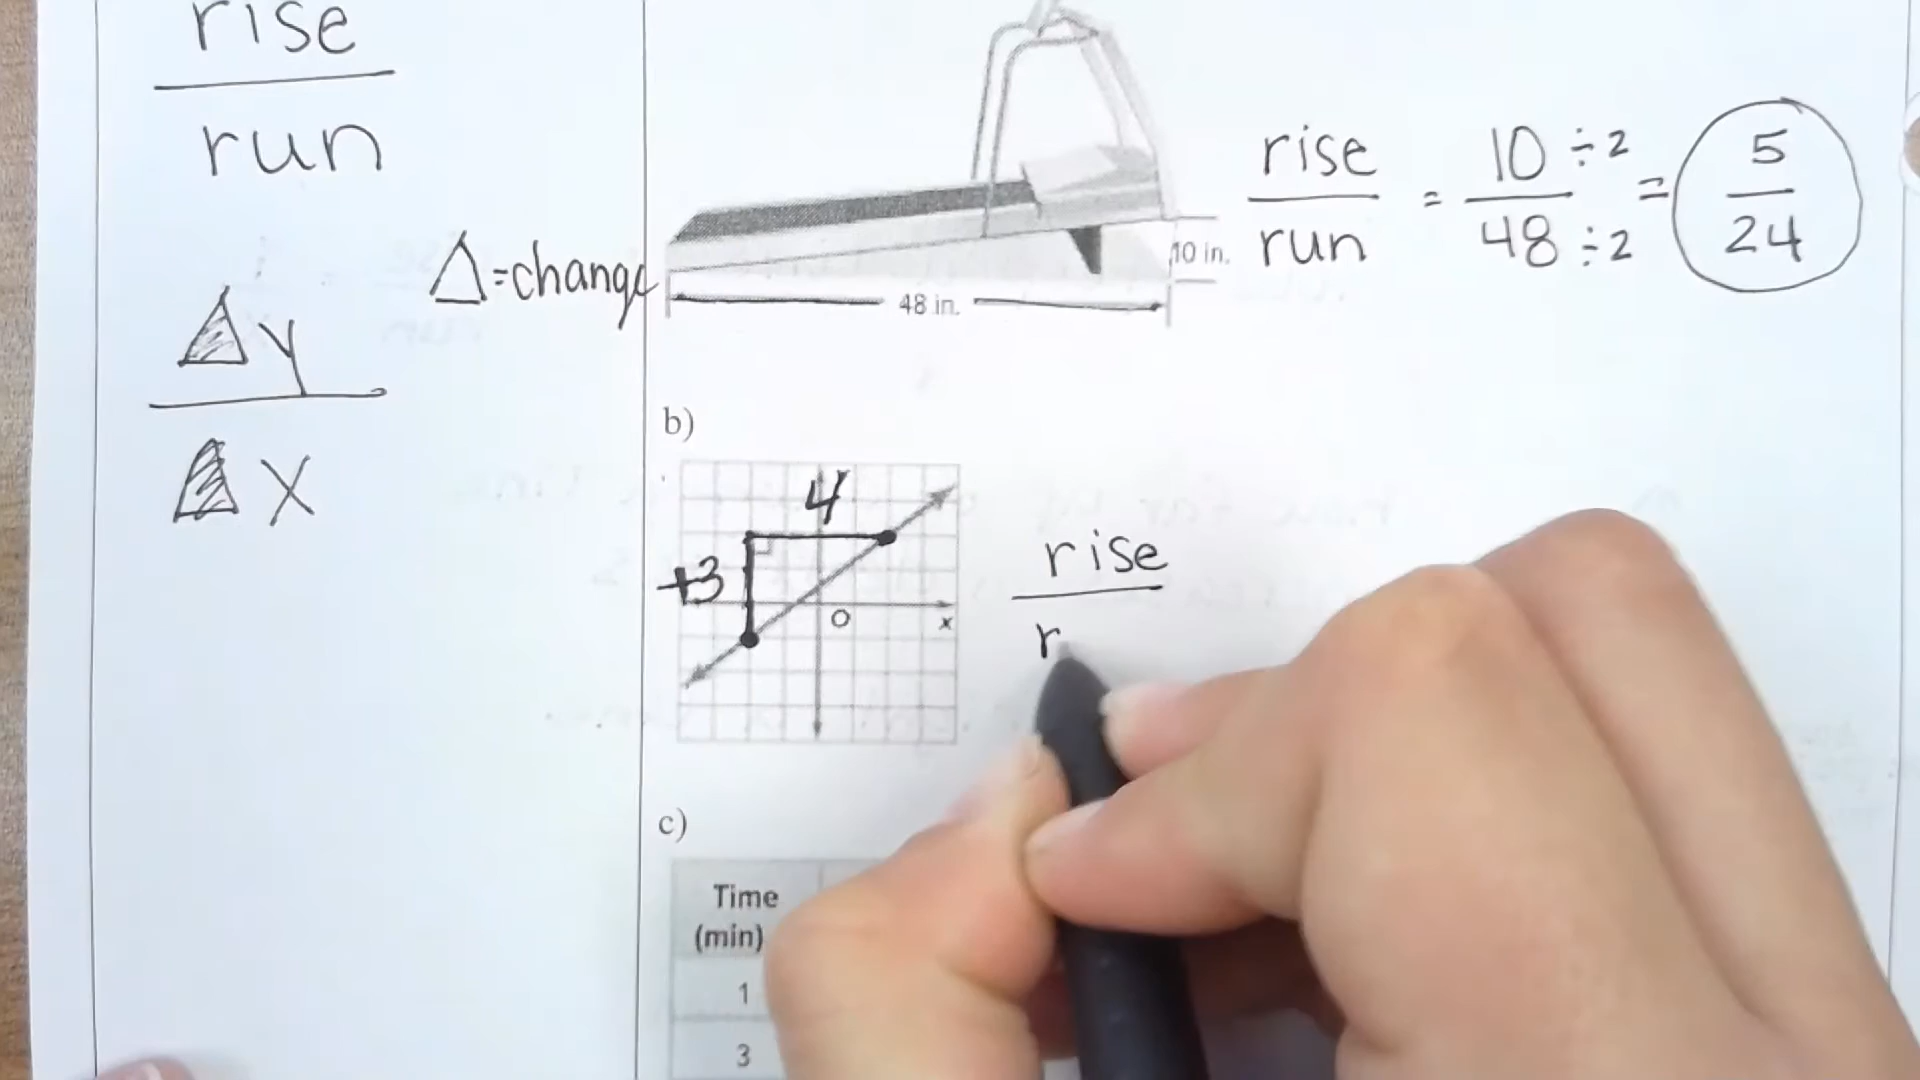 rise
run
Δ=change
Δy
Δx
10 in.
48 in.
rise
run
= 10 ÷2
48 ÷2
= 5
24
b)
4
+3
O
x
rise
r
c)
Time
(min)
1
3